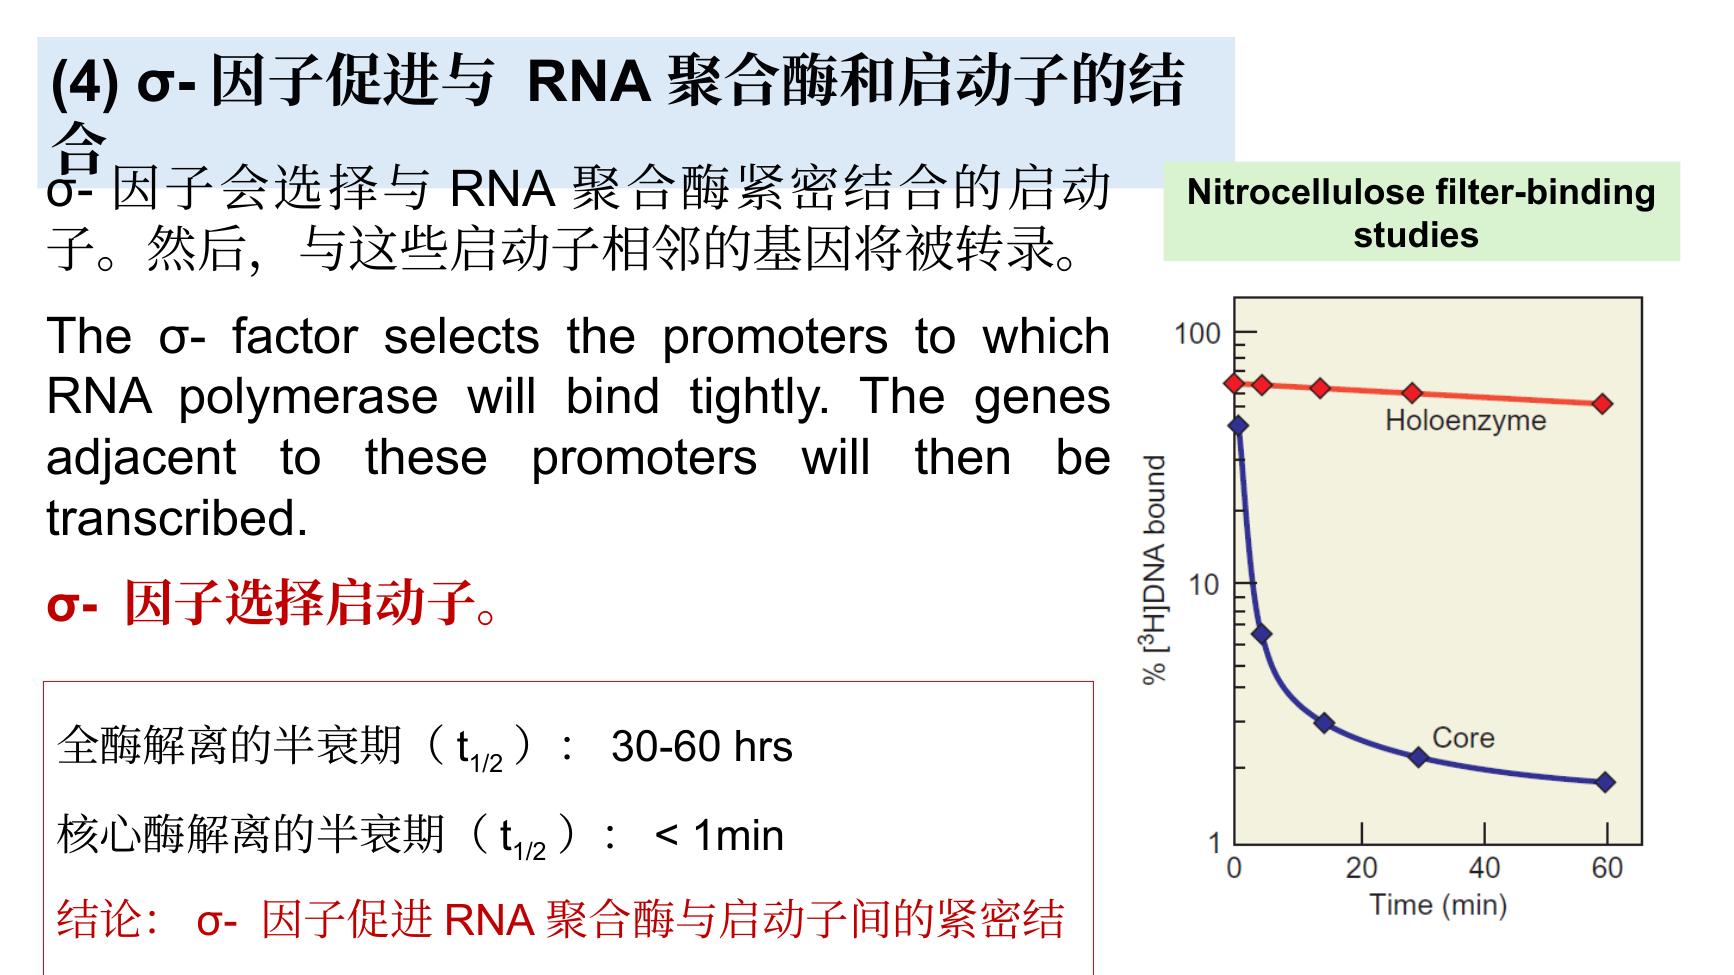 (4) σ- 因子促进与 RNA 聚合酶和启动子的结
合
σ- 因子会选择与 RNA 聚合酶紧密结合的启动
子。然后，与这些启动子相邻的基因将被转录。
The σ- factor selects the promoters to which
RNA polymerase will bind tightly. The genes
adjacent to these promoters will then be
transcribed.
σ- 因子选择启动子。
全酶解离的半衰期（ t1/2 ）： 30-60 hrs
核心酶解离的半衰期（ t1/2 ）： < 1min
结论： σ- 因子促进 RNA 聚合酶与启动子间的紧密结
Nitrocellulose filter-binding
studies
% [³H]DNA bound
100
10
1
Holoenzyme
Core
0 20 40 60
Time (min)